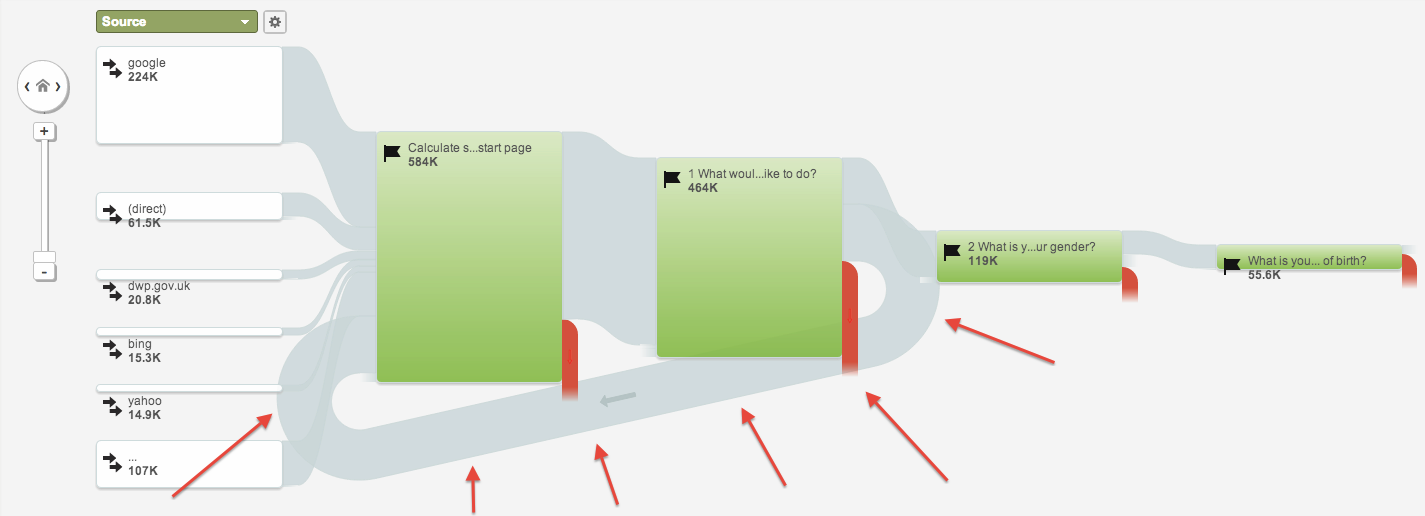 Source
google
224K
(direct)
61.5K
dwp.gov.uk
20.8K
bing
15.3K
yahoo
14.9K
...
107K
Calculate s...start page
584K
1 What woul...ike to do?
464K
2 What is y...ur gender?
119K
What is you... of birth?
55.6K
+
-